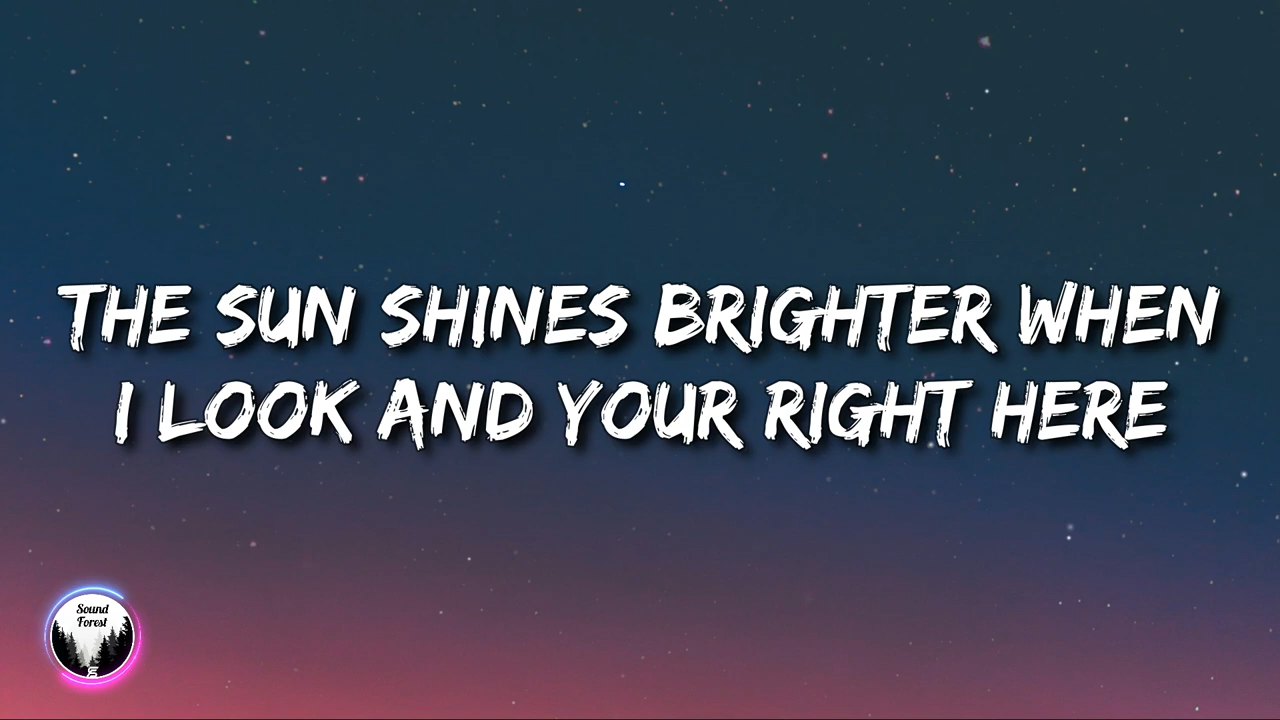 THE SUN SHINES BRIGHTER WHEN
I LOOK AND YOUR RIGHT HERE
Sound
Forest